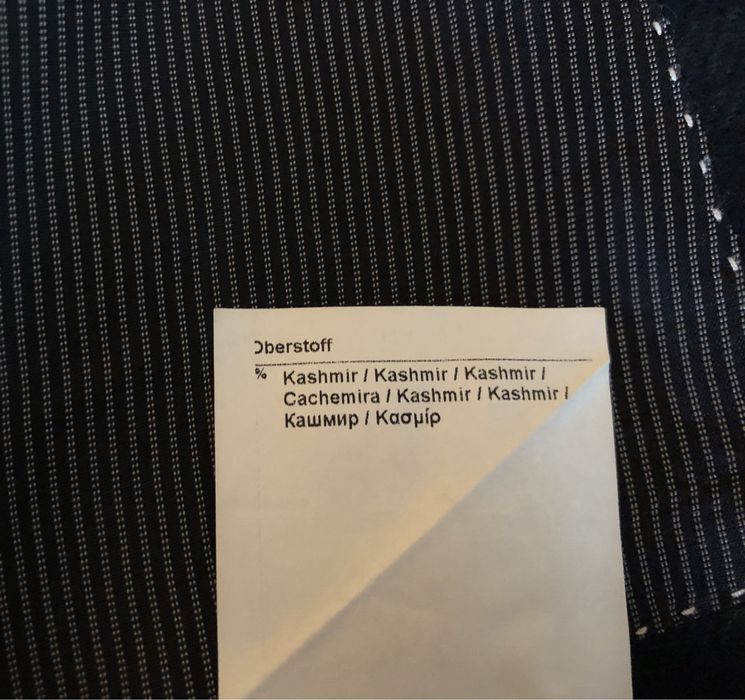 Oberstoff
% Kashmir / Kashmir / Kashmir /
Cachemira / Kashmir / Kashmir /
Кашмир / Κασμίρ